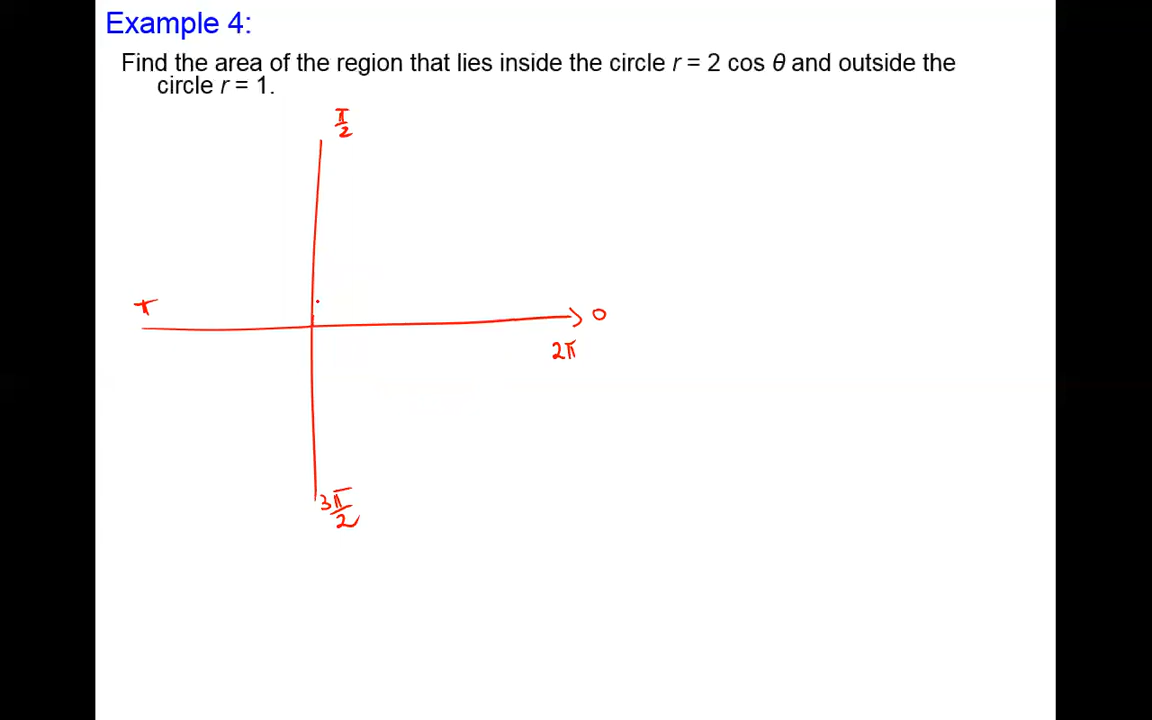 Example 4:
Find the area of the region that lies inside the circle r = 2 cos θ and outside the
circle r = 1.
π/2
π
0
2π
3π/2